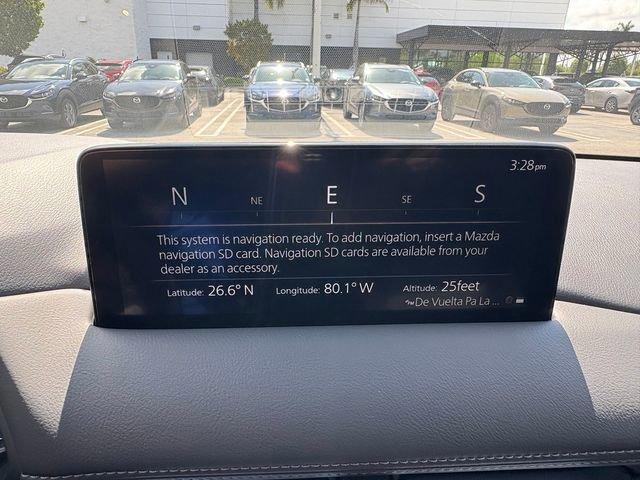 3:28pm
N NE E SE S
This system is navigation ready. To add navigation, insert a Mazda
navigation SD card. Navigation SD cards are available from your
dealer as an accessory.
Latitude: 26.6° N Longitude: 80.1° W Altitude: 25feet
De Vuelta Pa La ...